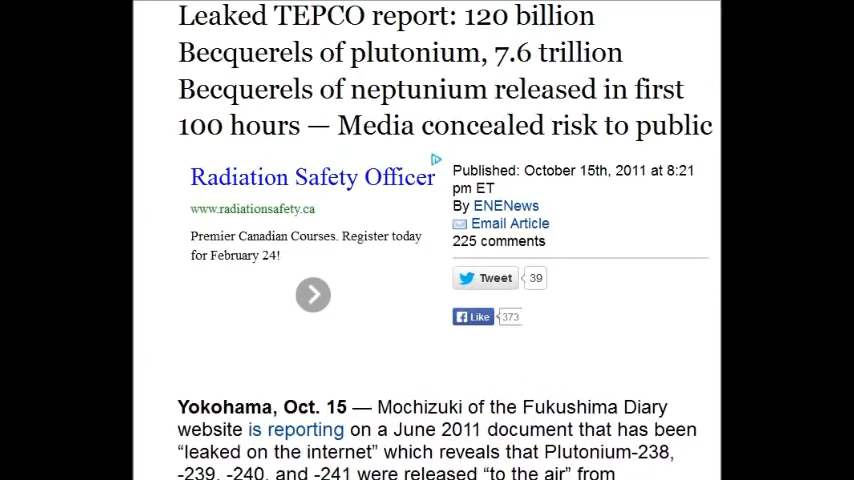 Leaked TEPCO report: 120 billion
Becquerels of plutonium, 7.6 trillion
Becquerels of neptunium released in first
100 hours — Media concealed risk to public
Radiation Safety Officer
www.radiationsafety.ca
Premier Canadian Courses. Register today
for February 24!
Published: October 15th, 2011 at 8:21
pm ET
By ENENews
Email Article
225 comments
Tweet 39
Like 373
Yokohama, Oct. 15 — Mochizuki of the Fukushima Diary
website is reporting on a June 2011 document that has been
“leaked on the internet” which reveals that Plutonium-238,
-239, -240, and -241 were released “to the air” from